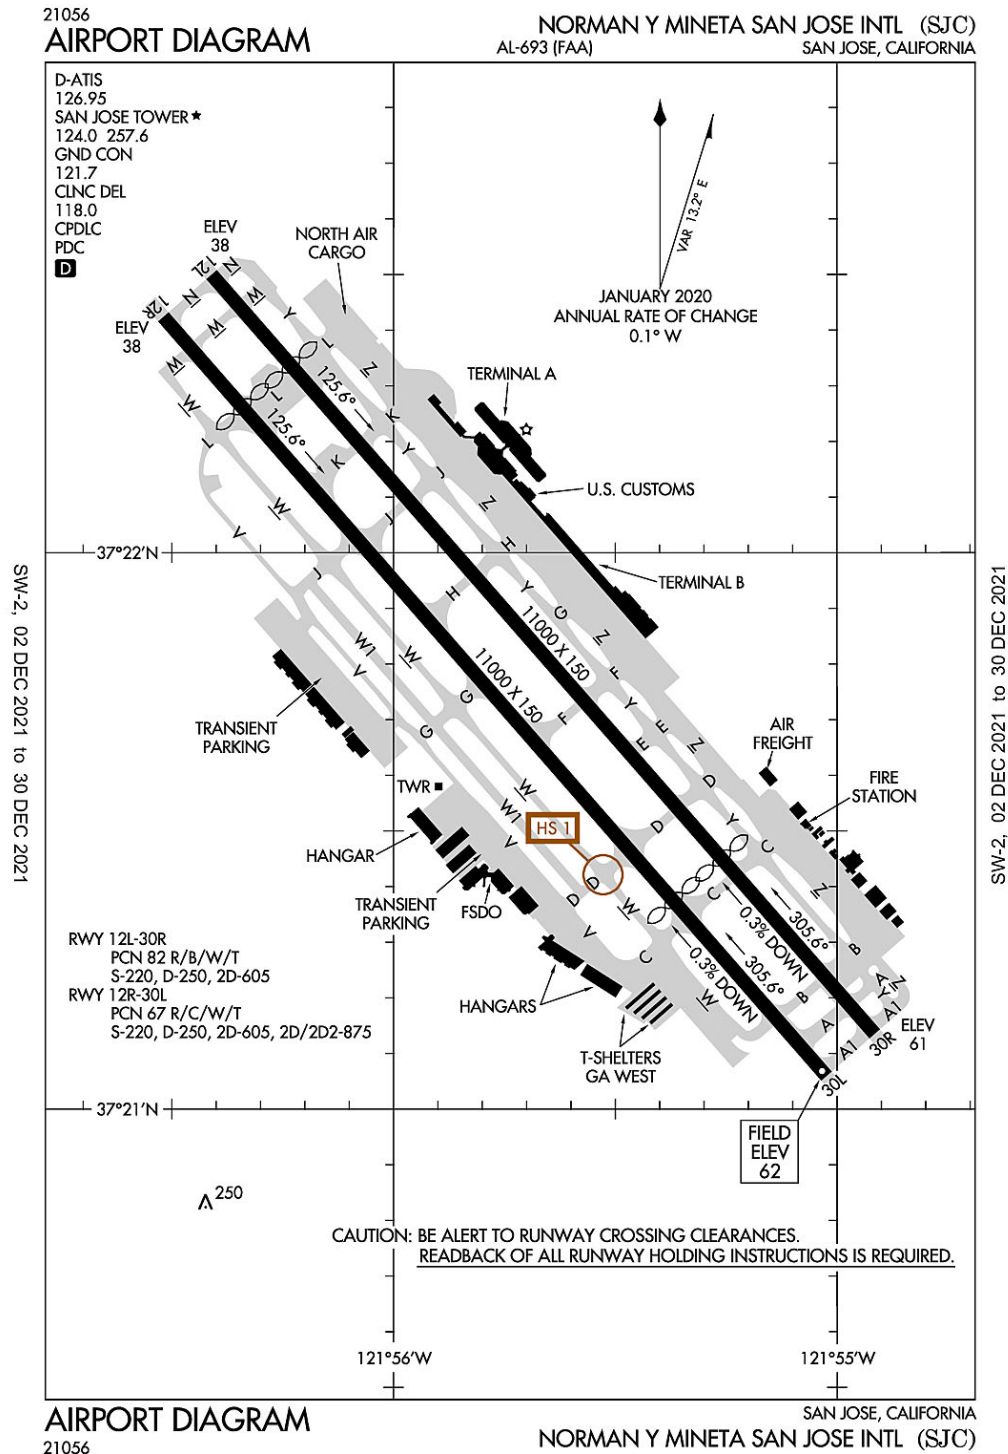 21056
AIRPORT DIAGRAM
NORMAN Y MINETA SAN JOSE INTL (SJC)
AL-693 (FAA)
SAN JOSE, CALIFORNIA
D-ATIS
126.95
SAN JOSE TOWER★
124.0 257.6
GND CON
121.7
CLNC DEL
118.0
CPDLC
PDC
D
VAR 13.2° E
JANUARY 2020
ANNUAL RATE OF CHANGE
0.1° W
ELEV
38
12L
NORTH AIR
CARGO
12R
ELEV
38
N
N
W
W
W
W
Y
L
Z
L
L
125.6°
125.6°
K
K
Y
J
Z
TERMINAL A
U.S. CUSTOMS
W
V
J
H
37°22'N
J
H
Y
G
Z
TERMINAL B
11000 X 150
11000 X 150
W1
W
V
G
G
F
F
Y
E
E
E
Z
D
TRANSIENT
PARKING
TWR
AIR
FREIGHT
FIRE
STATION
W
W1
V
HS 1
D
Y
C
Z
HANGAR
TRANSIENT
PARKING
FSDO
D
D
W
V
C
C
B
B
0.3% DOWN
305.6°
0.3% DOWN
305.6°
W
A
Y
Z
A1
A
A1
30R
ELEV
61
30L
RWY 12L-30R
PCN 82 R/B/W/T
S-220, D-250, 2D-605
RWY 12R-30L
PCN 67 R/C/W/T
S-220, D-250, 2D-605, 2D/2D2-875
HANGARS
T-SHELTERS
GA WEST
37°21'N
FIELD
ELEV
62
250
CAUTION: BE ALERT TO RUNWAY CROSSING CLEARANCES.
READBACK OF ALL RUNWAY HOLDING INSTRUCTIONS IS REQUIRED.
121°56'W
121°55'W
SW-2, 02 DEC 2021 to 30 DEC 2021
SW-2, 02 DEC 2021 to 30 DEC 2021
AIRPORT DIAGRAM
21056
SAN JOSE, CALIFORNIA
NORMAN Y MINETA SAN JOSE INTL (SJC)